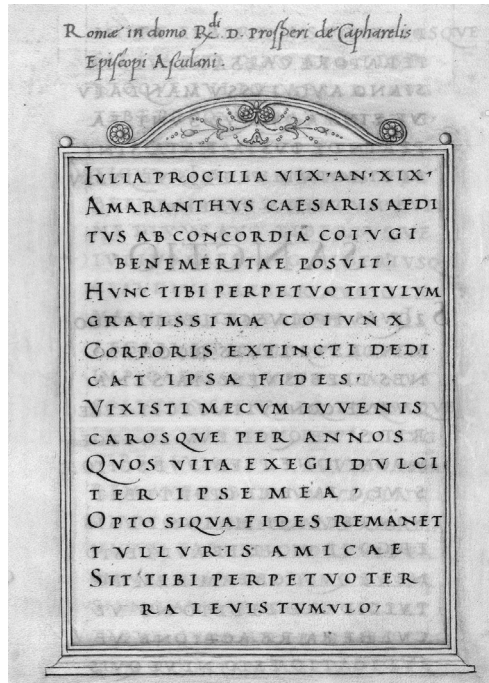 Romæ in domo R.di D. Prosperi de Capharelis
Episcopi Asculani.
IVLIA PROCILLA VIX·AN·XIX·
AMARANTHVS CAESARIS AEDI
TVS AB CONCORDIA COIVGI
BENEMERITAE POSVIT·
HVNC TIBI PERPETVO TITVLVM
GRATISSIMA COIVNX
CORPORIS EXTINCTI DEDI
CAT IPSA FIDES·
VIXISTI MECVM IVVENIS
CAROSQVE PER ANNOS
QVOS VITA EXEGI DVLCI
TER IPSE MEA,
OPTO SIQVA FIDES REMANET
TVLLVRIS AMICAE
SIT TIBI PERPETVO TER
RA LEVIS TVMVLO,